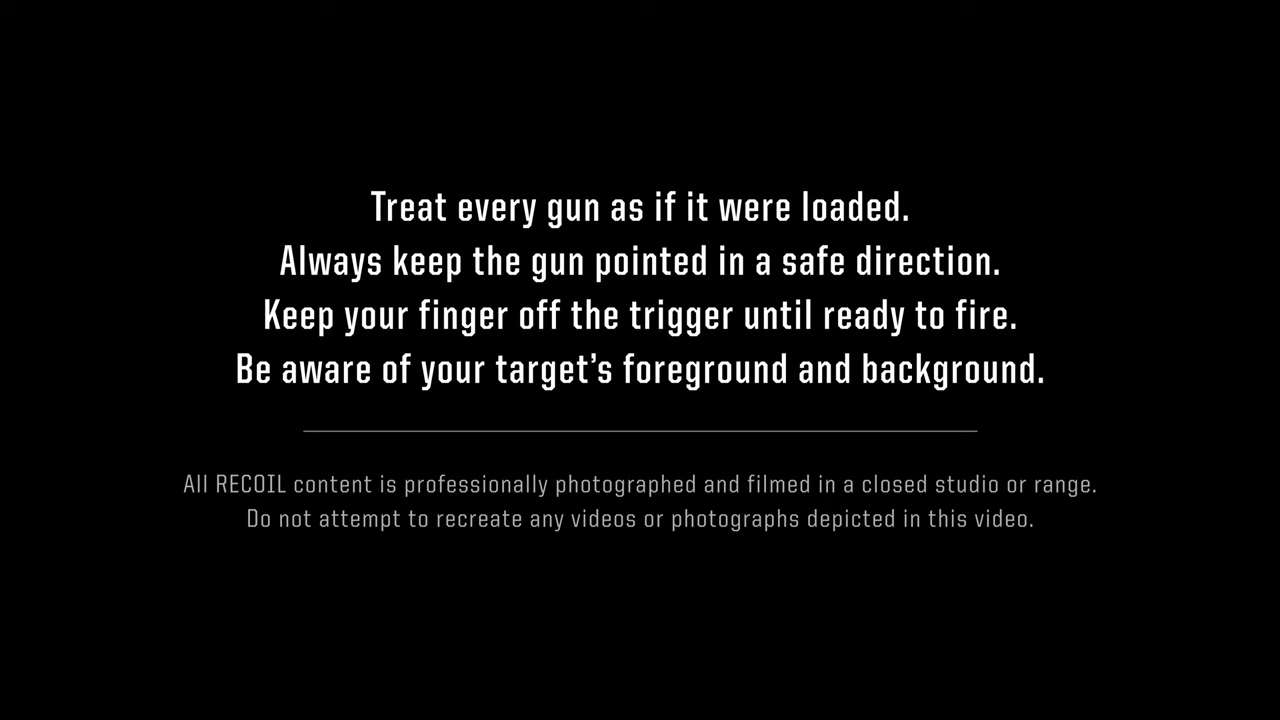 Treat every gun as if it were loaded.
Always keep the gun pointed in a safe direction.
Keep your finger off the trigger until ready to fire.
Be aware of your target’s foreground and background.
All RECOIL content is professionally photographed and filmed in a closed studio or range.
Do not attempt to recreate any videos or photographs depicted in this video.